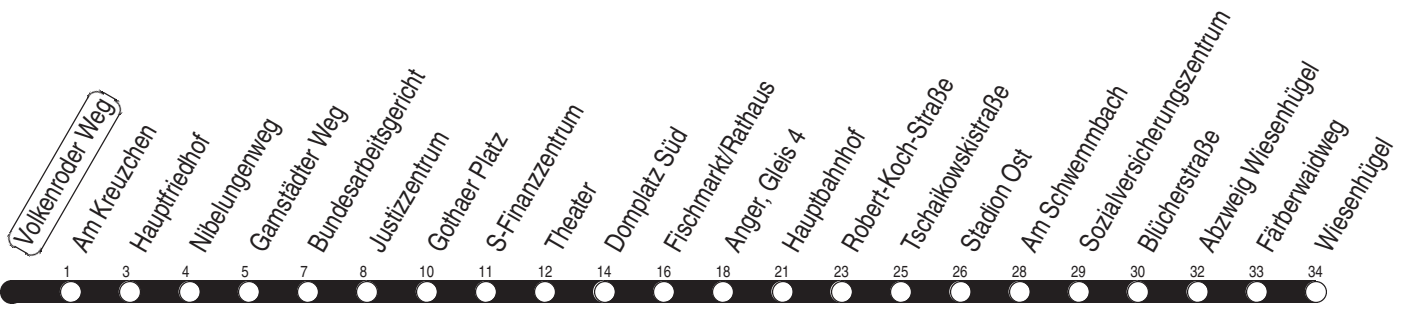 Volkenroder Weg
Am Kreuzchen
Hauptfriedhof
Nibelungenweg
Gamstädter Weg
Bundesarbeitsgericht
Justizzentrum
Gothaer Platz
S-Finanzzentrum
Theater
Domplatz Süd
Fischmarkt/Rathaus
Anger, Gleis 4
Hauptbahnhof
Robert-Koch-Straße
Tschaikowskistraße
Stadion Ost
Am Schwemmbach
Sozialversicherungszentrum
Blücherstraße
Abzweig Wiesenhügel
Färberwaidweg
Wiesenhügel
1 3 4 5 7 8 10 11 12 14 16 18 21 23 25 26 28 29 30 32 33 34